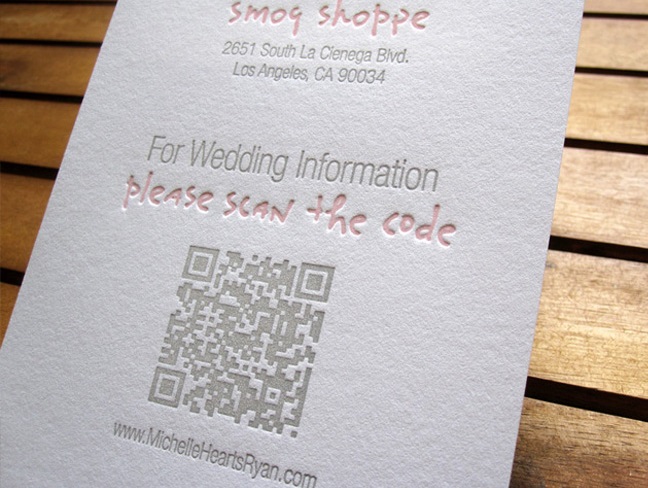 smog shoppe
2651 South La Cienega Blvd.
Los Angeles, CA 90034
For Wedding Information
please scan the code
www.MichelleHeartsRyan.com